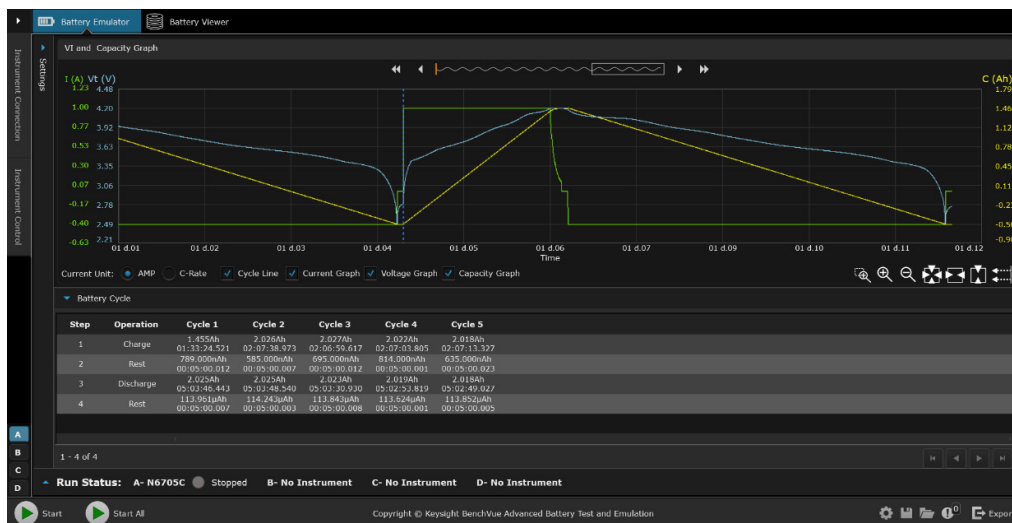 Battery Emulator
Battery Viewer
Instrument Connection
Instrument Control
Settings
VI and Capacity Graph
I (A) Vt (V)
C (Ah)
1.23 4.48 1.79
1.00 4.20 1.46
0.77 3.92 1.12
0.53 3.63 0.78
0.30 3.35 0.45
0.07 3.06 0.11
-0.17 2.78
-0.40 2.49
-0.63 2.21
01 d.01 01 d.02 01 d.03 01 d.04 01 d.05 01 d.06 01 d.07 01 d.09 01 d.10 01 d.11 01 d.12
Time
Current Unit: AMP C-Rate Cycle Line Current Graph Voltage Graph Capacity Graph
Battery Cycle
Step Operation Cycle 1 Cycle 2 Cycle 3 Cycle 4 Cycle 5
1 Charge 1.455Ah 2.026Ah 2.027Ah 2.022Ah 2.018Ah
01:33:24.521 02:07:38.973 02:06:59.617 02:07:03.805 02:07:13.327
2 Rest 789.000nAh 585.000nAh 695.000nAh 814.000nAh 635.000nAh
00:05:00.012 00:05:00.007 00:05:00.012 00:05:00.001 00:05:00.023
3 Discharge 2.025Ah 2.025Ah 2.023Ah 2.019Ah 2.018Ah
05:03:46.443 05:03:48.540 05:03:30.930 05:02:53.819 05:02:49.027
4 Rest 113.961µAh 114.243µAh 113.843µAh 113.624µAh 113.852µAh
00:05:00.007 00:05:00.003 00:05:00.008 00:05:00.001 00:05:00.005
1 - 4 of 4
A
B
C
D
Run Status: A- N6705C Stopped B- No Instrument C- No Instrument D- No Instrument
Start Start All Copyright © Keysight BenchVue Advanced Battery Test and Emulation 0 Expor